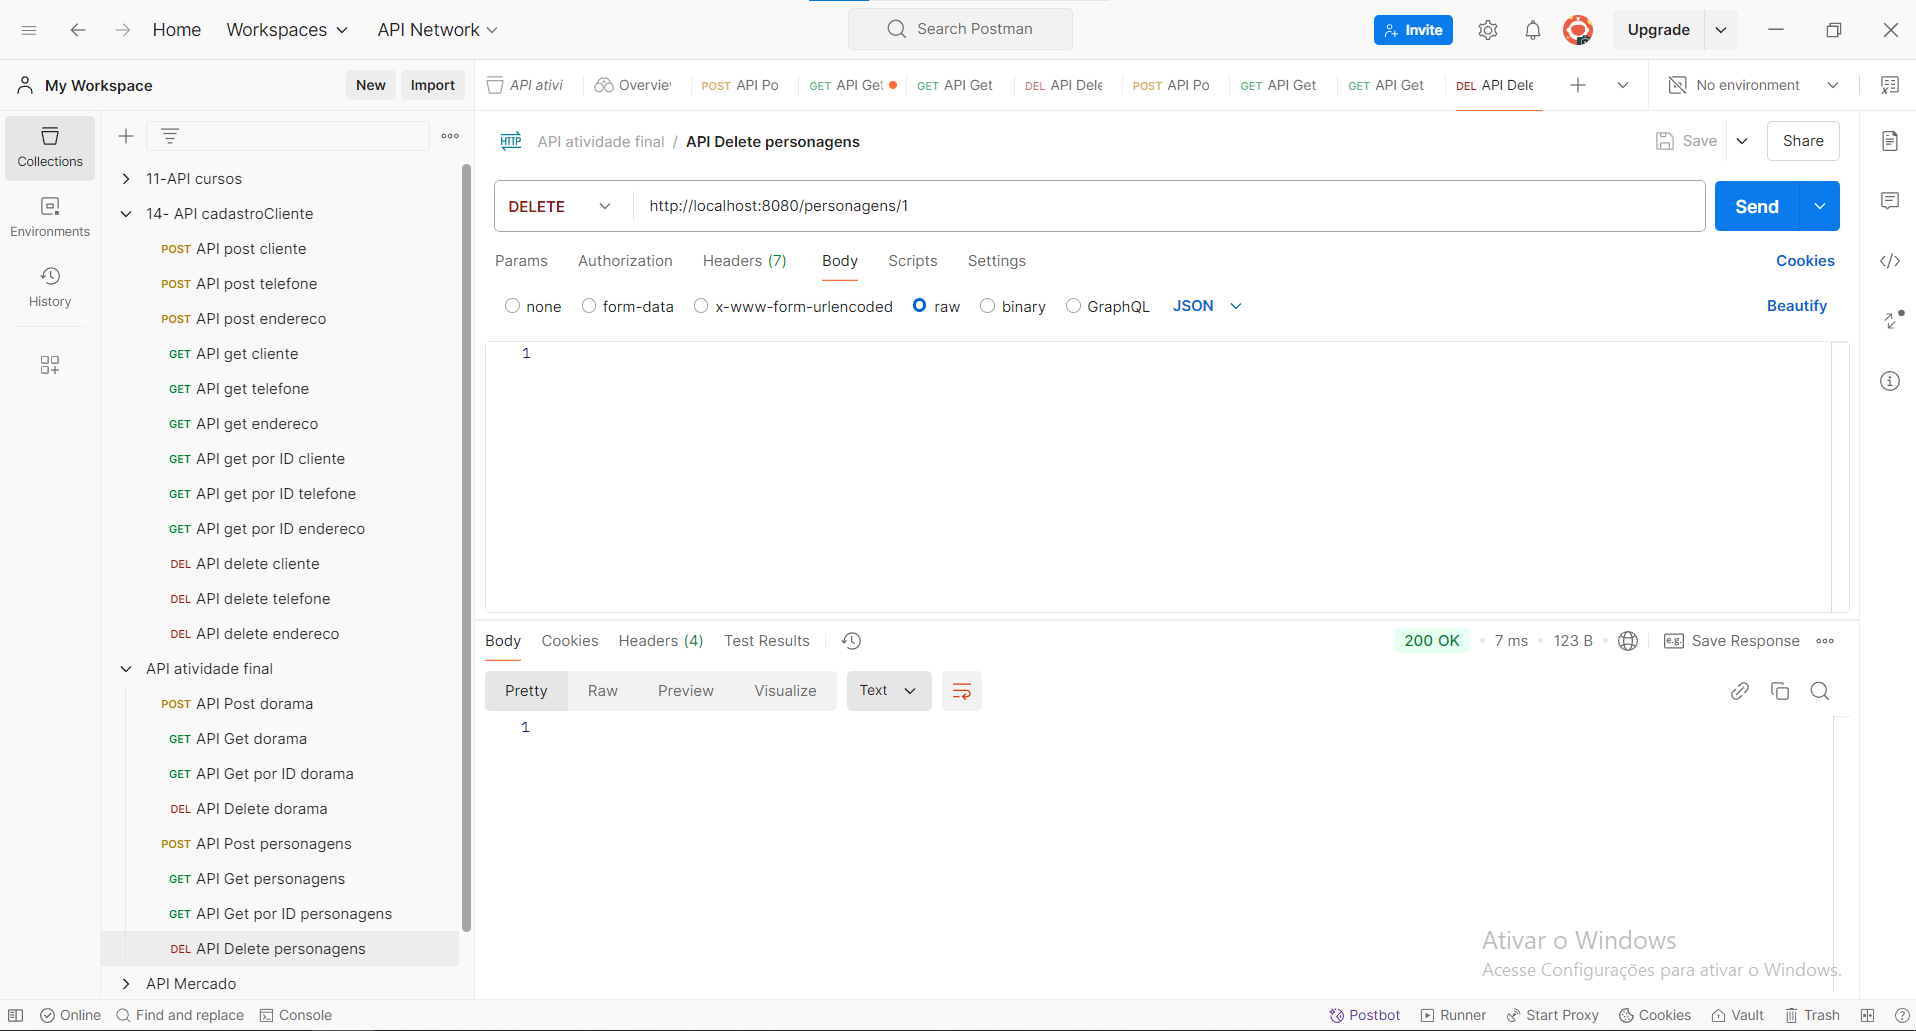 Home Workspaces API Network Search Postman Invite Upgrade
My Workspace New Import API ativi Overvie POST API Po GET API Get GET API Get DEL API Dele POST API Po GET API Get GET API Get DEL API Dele No environment
Collections
Environments
History
11-API cursos
14- API cadastroCliente
POST API post cliente
POST API post telefone
POST API post endereco
GET API get cliente
GET API get telefone
GET API get endereco
GET API get por ID cliente
GET API get por ID telefone
GET API get por ID endereco
DEL API delete cliente
DEL API delete telefone
DEL API delete endereco
API atividade final
POST API Post dorama
GET API Get dorama
GET API Get por ID dorama
DEL API Delete dorama
POST API Post personagens
GET API Get personagens
GET API Get por ID personagens
DEL API Delete personagens
API Mercado
HTTP API atividade final / API Delete personagens Save Share
DELETE http://localhost:8080/personagens/1 Send
Params Authorization Headers (7) Body Scripts Settings Cookies
none form-data x-www-form-urlencoded raw binary GraphQL JSON Beautify
1
Body Cookies Headers (4) Test Results 200 OK 7 ms 123 B e.g. Save Response
Pretty Raw Preview Visualize Text
1
Ativar o Windows
Acesse Configurações para ativar o Windows.
Online Find and replace Console Postbot Runner Start Proxy Cookies Vault Trash